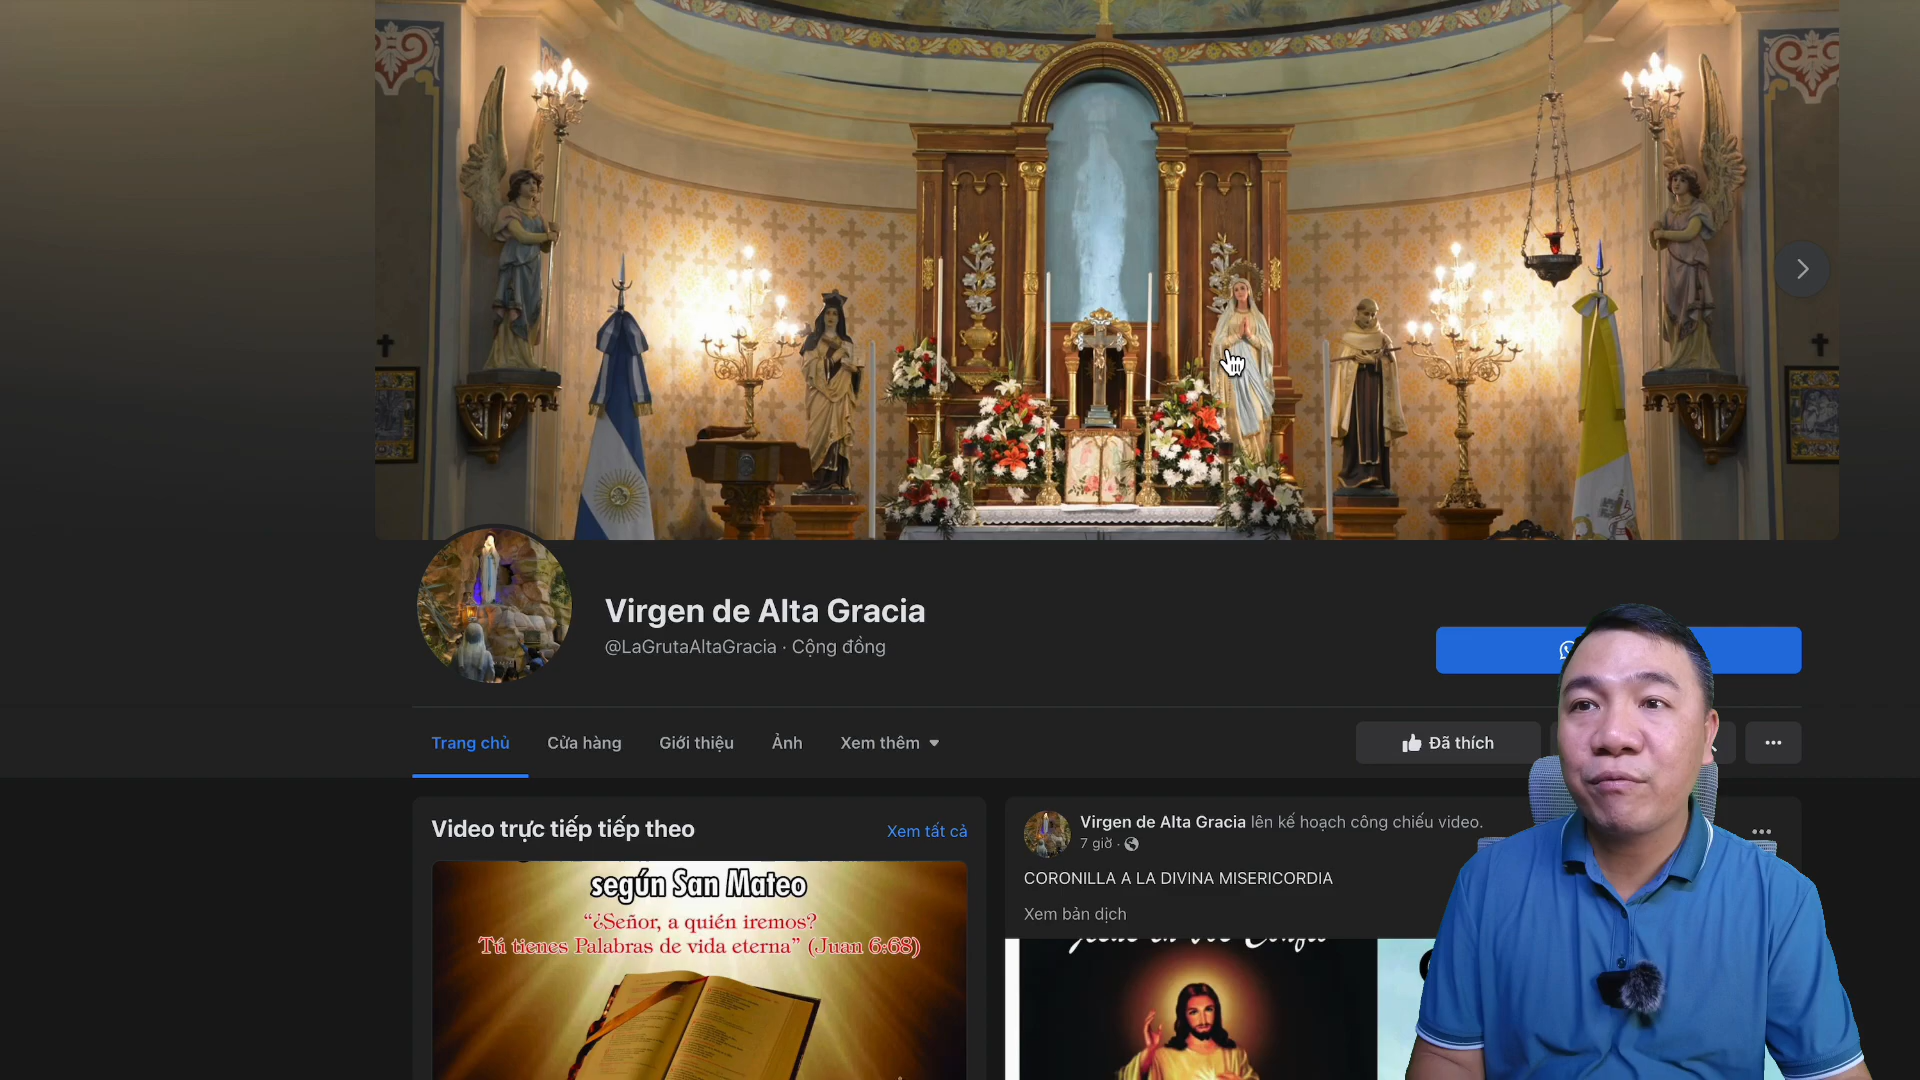 Virgen de Alta Gracia
@LaGrutaAltaGracia · Cộng đồng
Trang chủ
Cửa hàng
Giới thiệu
Ảnh
Xem thêm
Đã thích
Video trực tiếp tiếp theo
Xem tất cả
según San Mateo
“¿Señor, a quién iremos?
Tú tienes Palabras de vida eterna” (Juan 6:68)
Virgen de Alta Gracia lên kế hoạch công chiếu video.
7 giờ ·
CORONILLA A LA DIVINA MISERICORDIA
Xem bản dịch